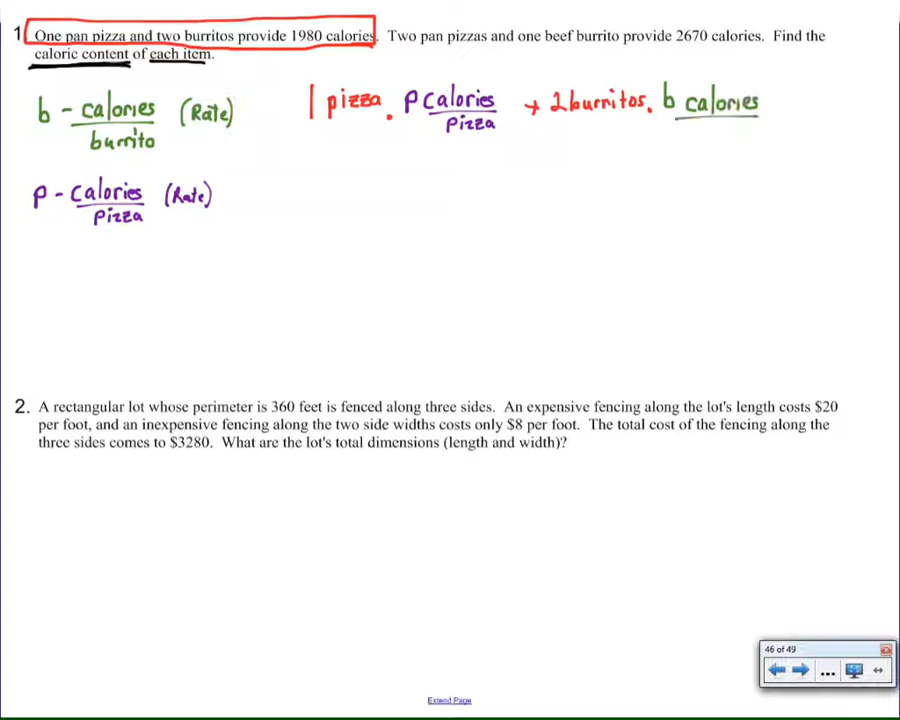 1. One pan pizza and two burritos provide 1980 calories. Two pan pizzas and one beef burrito provide 2670 calories. Find the
caloric content of each item.
b - calories (Rate) 1 pizza . p calories + 2 burritos . b calories
burrito pizza
p - calories (Rate)
pizza
2. A rectangular lot whose perimeter is 360 feet is fenced along three sides. An expensive fencing along the lot's length costs $20
per foot, and an inexpensive fencing along the two side widths costs only $8 per foot. The total cost of the fencing along the
three sides comes to $3280. What are the lot's total dimensions (length and width)?
46 of 49
...
Extend Page